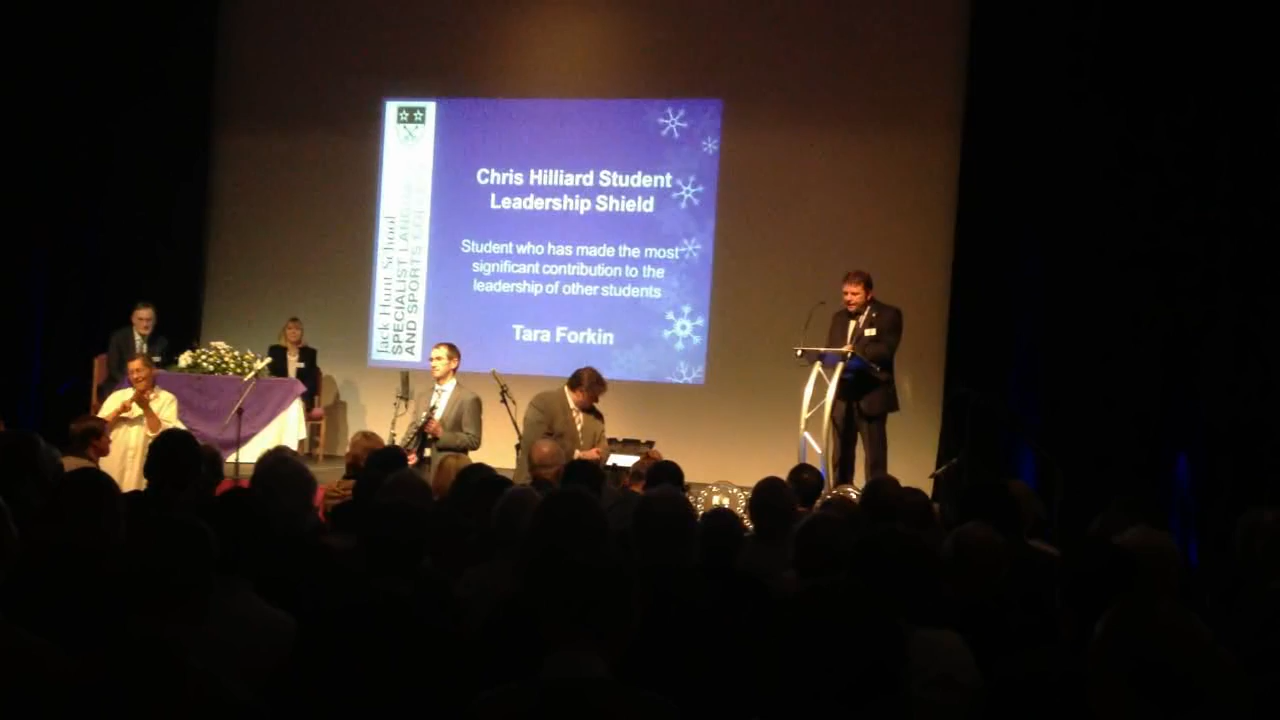 Jack Hunt School
SPECIALIST LAN
AND SPORTS
Chris Hilliard Student
Leadership Shield
Student who has made the most
significant contribution to the
leadership of other students
Tara Forkin